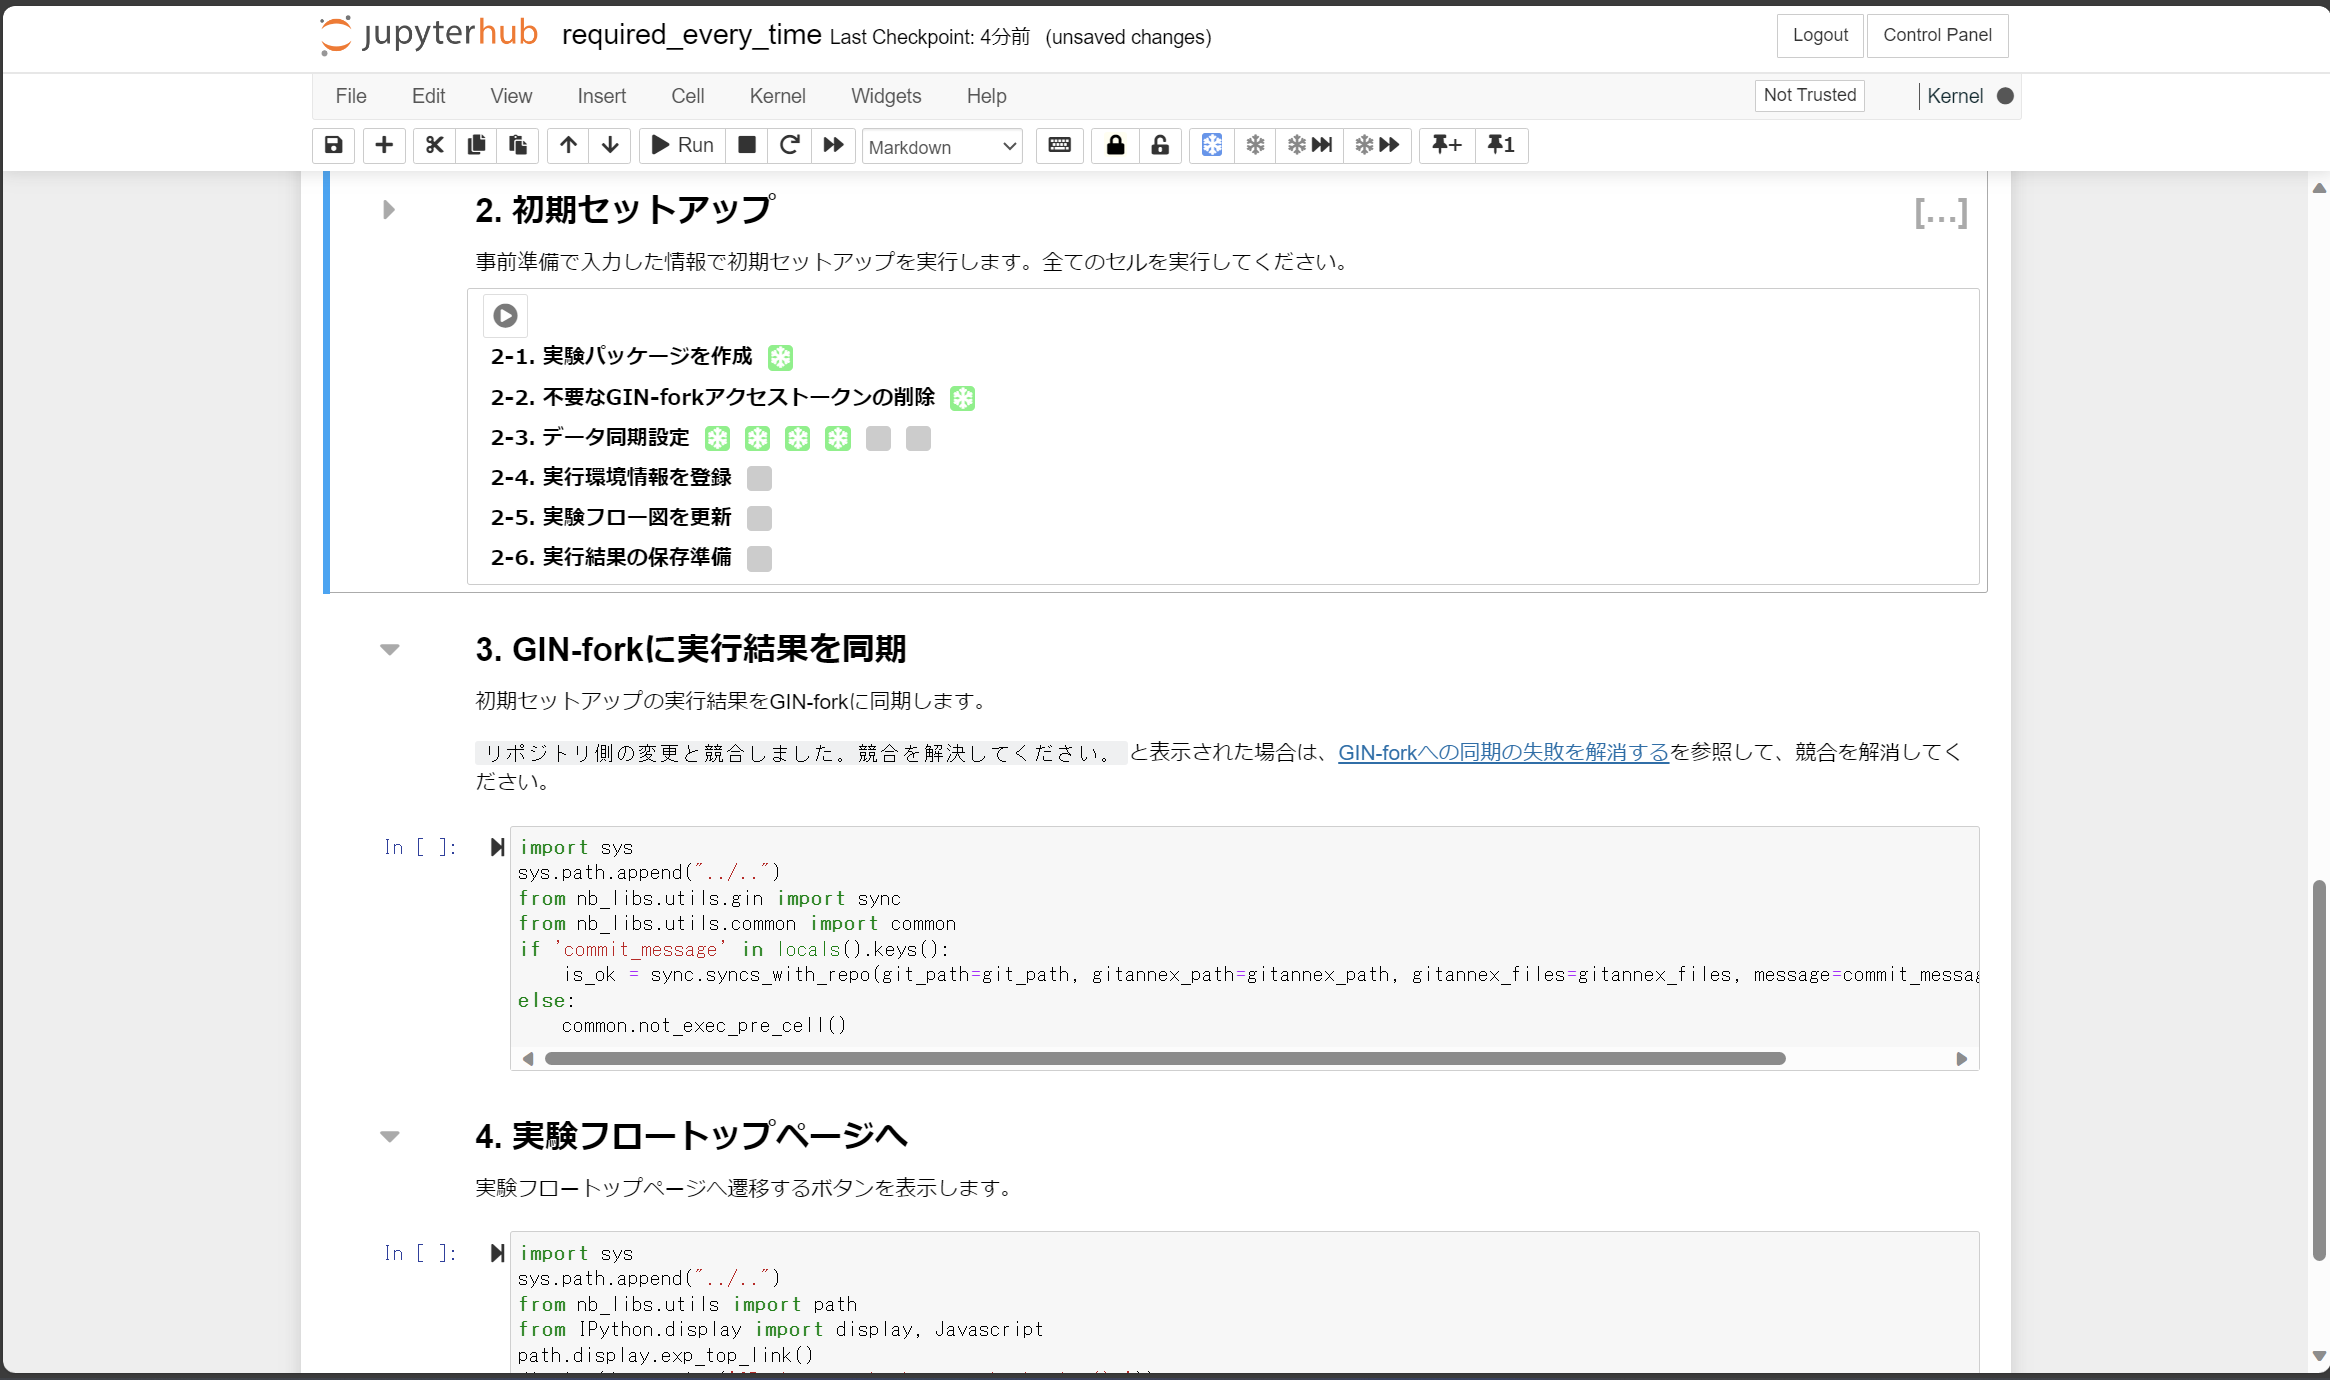 jupyterhub required_every_time Last Checkpoint: 4分前 (unsaved changes) Logout Control Panel
File Edit View Insert Cell Kernel Widgets Help Not Trusted Kernel
Run Markdown + 1
2. 初期セットアップ [...]
事前準備で入力した情報で初期セットアップを実行します。全てのセルを実行してください。
2-1. 実験パッケージを作成
2-2. 不要なGIN-forkアクセストークンの削除
2-3. データ同期設定
2-4. 実行環境情報を登録
2-5. 実験フロー図を更新
2-6. 実行結果の保存準備
3. GIN-forkに実行結果を同期
初期セットアップの実行結果をGIN-forkに同期します。
リポジトリ側の変更と競合しました。競合を解決してください。 と表示された場合は、GIN-forkへの同期の失敗を解消するを参照して、競合を解消してく
ださい。
In [ ]: import sys
sys.path.append("../..")
from nb_libs.utils.gin import sync
from nb_libs.utils.common import common
if 'commit_message' in locals().keys():
    is_ok = sync.syncs_with_repo(git_path=git_path, gitannex_path=gitannex_path, gitannex_files=gitannex_files, message=commit_messag
else:
    common.not_exec_pre_cell()
4. 実験フロートップページへ
実験フロートップページへ遷移するボタンを表示します。
In [ ]: import sys
sys.path.append("../..")
from nb_libs.utils import path
from IPython.display import display, Javascript
path.display.exp_top_link()